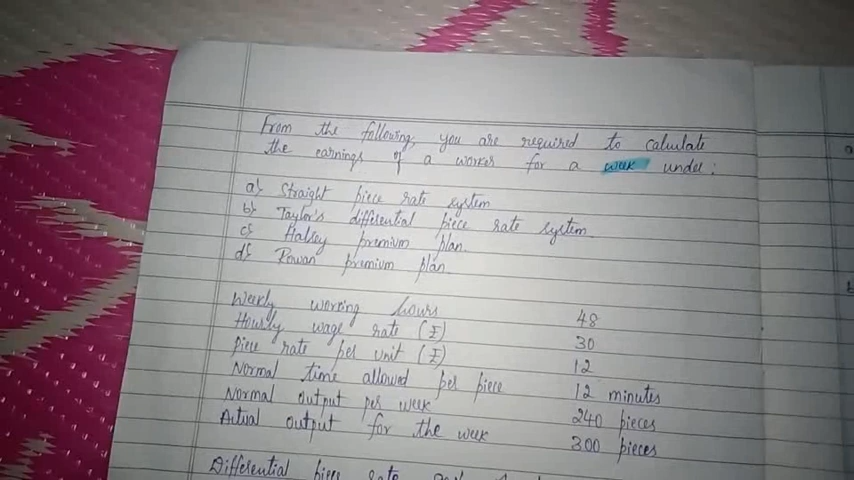 From the following, you are required to calculate
the earnings of a worker for a week under:
a) Straight piece rate system
b) Taylor's differential piece rate system
c) Halsey premium plan.
d) Rowan premium plan
Weekly working hours 48
Hourly wage rate (₹) 30
Piece rate per unit (₹) 12
Normal time allowed per piece 12 minutes
Normal output per week 240 pieces
Actual output for the week 300 pieces
Differential piece rate